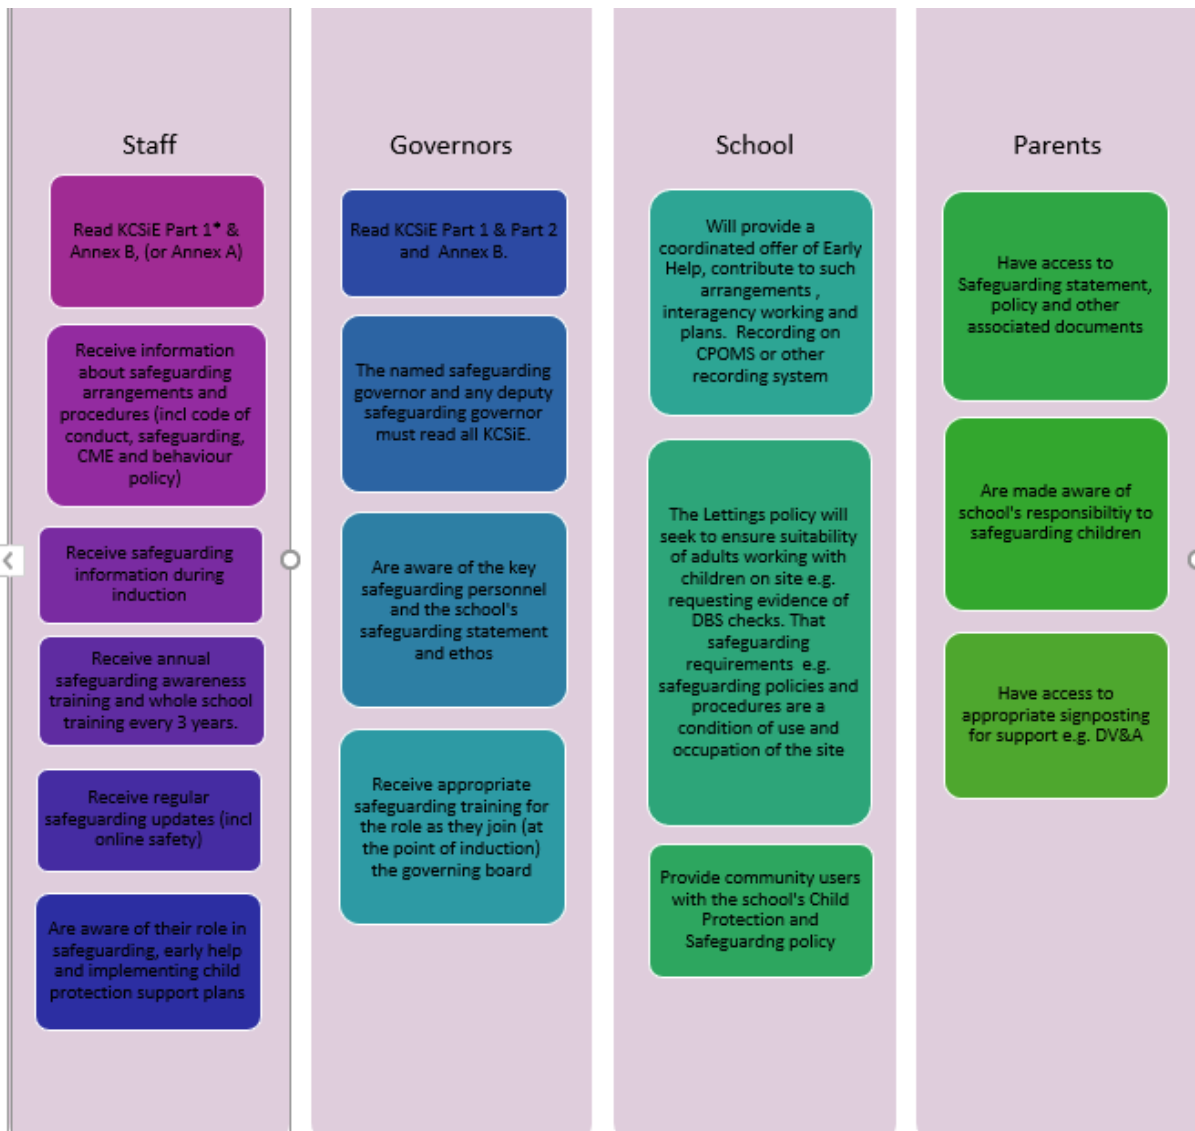 Staff
Read KCSiE Part 1* &
Annex B, (or Annex A)
Receive information
about safeguarding
arrangements and
procedures (incl code of
conduct, safeguarding,
CME and behaviour
policy)
Receive safeguarding
information during
induction
Receive annual
safeguarding awareness
training and whole school
training every 3 years.
Receive regular
safeguarding updates (incl
online safety)
Are aware of their role in
safeguarding, early help
and implementing child
protection support plans
Governors
Read KCSiE Part 1 & Part 2
and Annex B.
The named safeguarding
governor and any deputy
safeguarding governor
must read all KCSiE.
Are aware of the key
safeguarding personnel
and the school's
safeguarding statement
and ethos
Receive appropriate
safeguarding training for
the role as they join (at
the point of induction)
the governing board
School
Will provide a
coordinated offer of Early
Help, contribute to such
arrangements ,
interagency working and
plans. Recording on
CPOMS or other
recording system
The Lettings policy will
seek to ensure suitability
of adults working with
children on site e.g.
requesting evidence of
DBS checks. That
safeguarding
requirements e.g.
safeguarding policies and
procedures are a
condition of use and
occupation of the site
Provide community users
with the school's Child
Protection and
Safeguardng policy
Parents
Have access to
Safeguarding statement,
policy and other
associated documents
Are made aware of
school's responsibiltiy to
safeguarding children
Have access to
appropriate signposting
for support e.g. DV&A